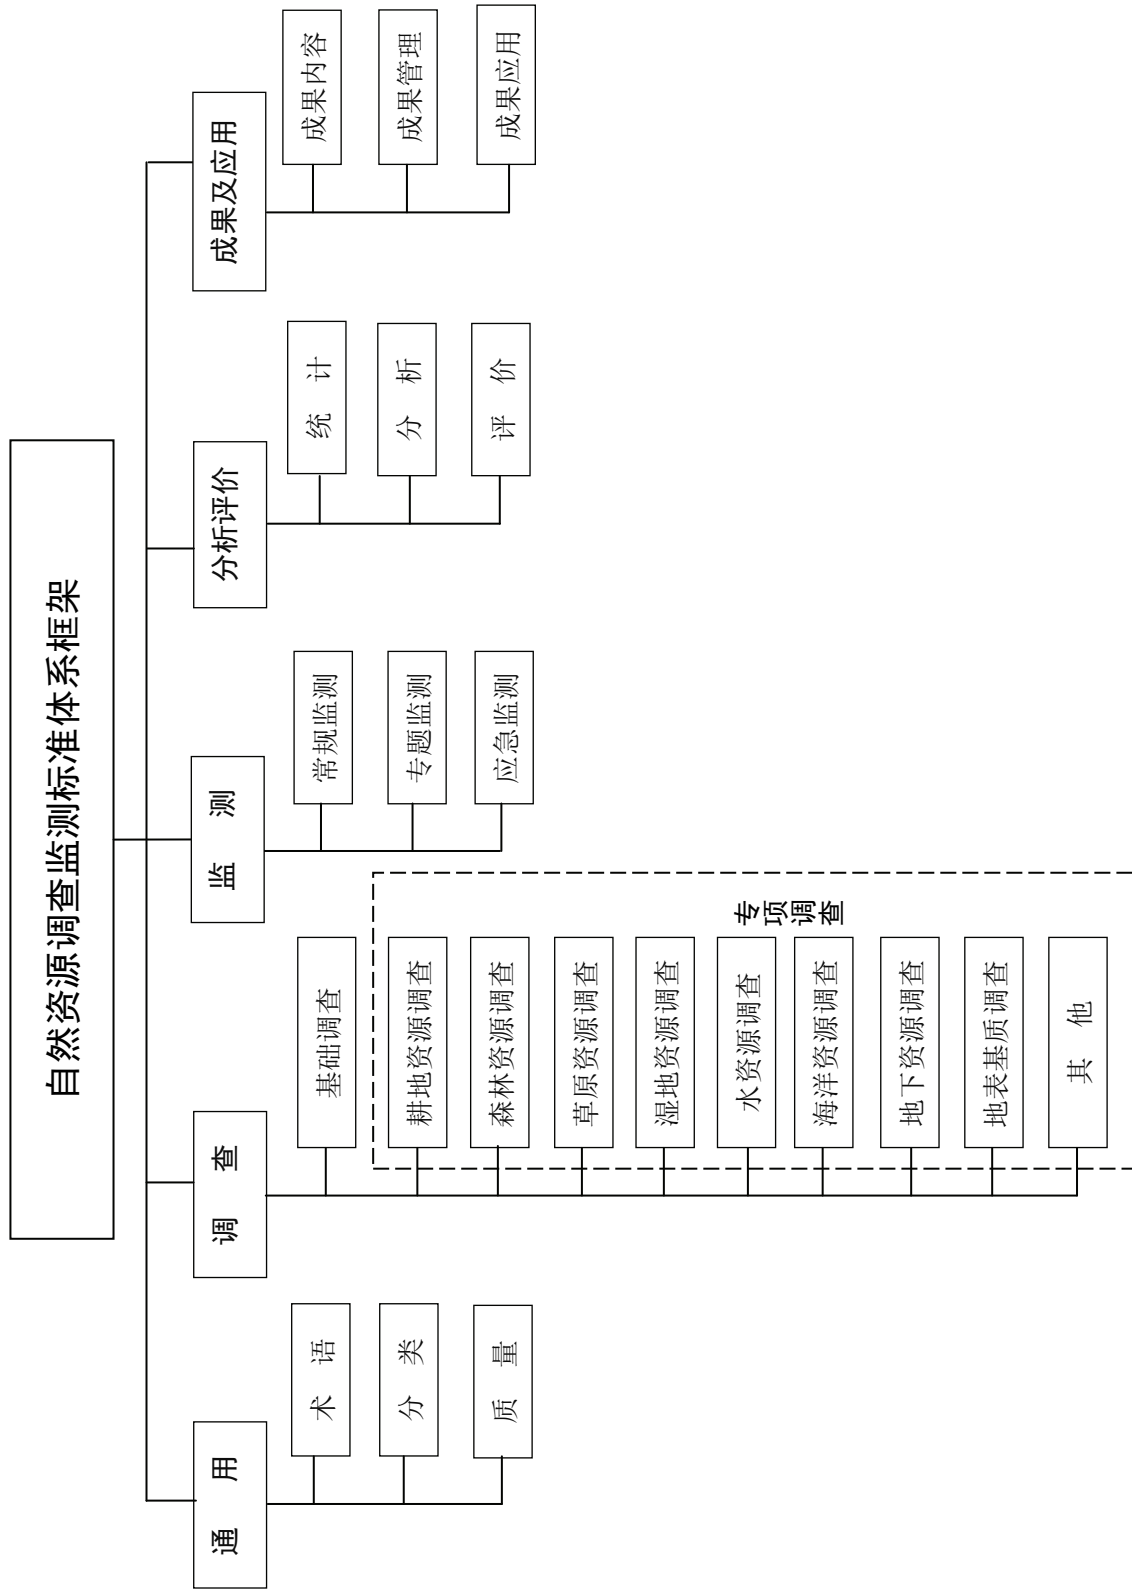 自然资源调查监测标准体系框架
通 用
术 语
分 类
质 量
调 查
基础调查
专项调查
耕地资源调查
森林资源调查
草原资源调查
湿地资源调查
水资源调查
海洋资源调查
地下资源调查
地表基质调查
其 他
监 测
常规监测
专题监测
应急监测
分析评价
统 计
分 析
评 价
成果及应用
成果内容
成果管理
成果应用